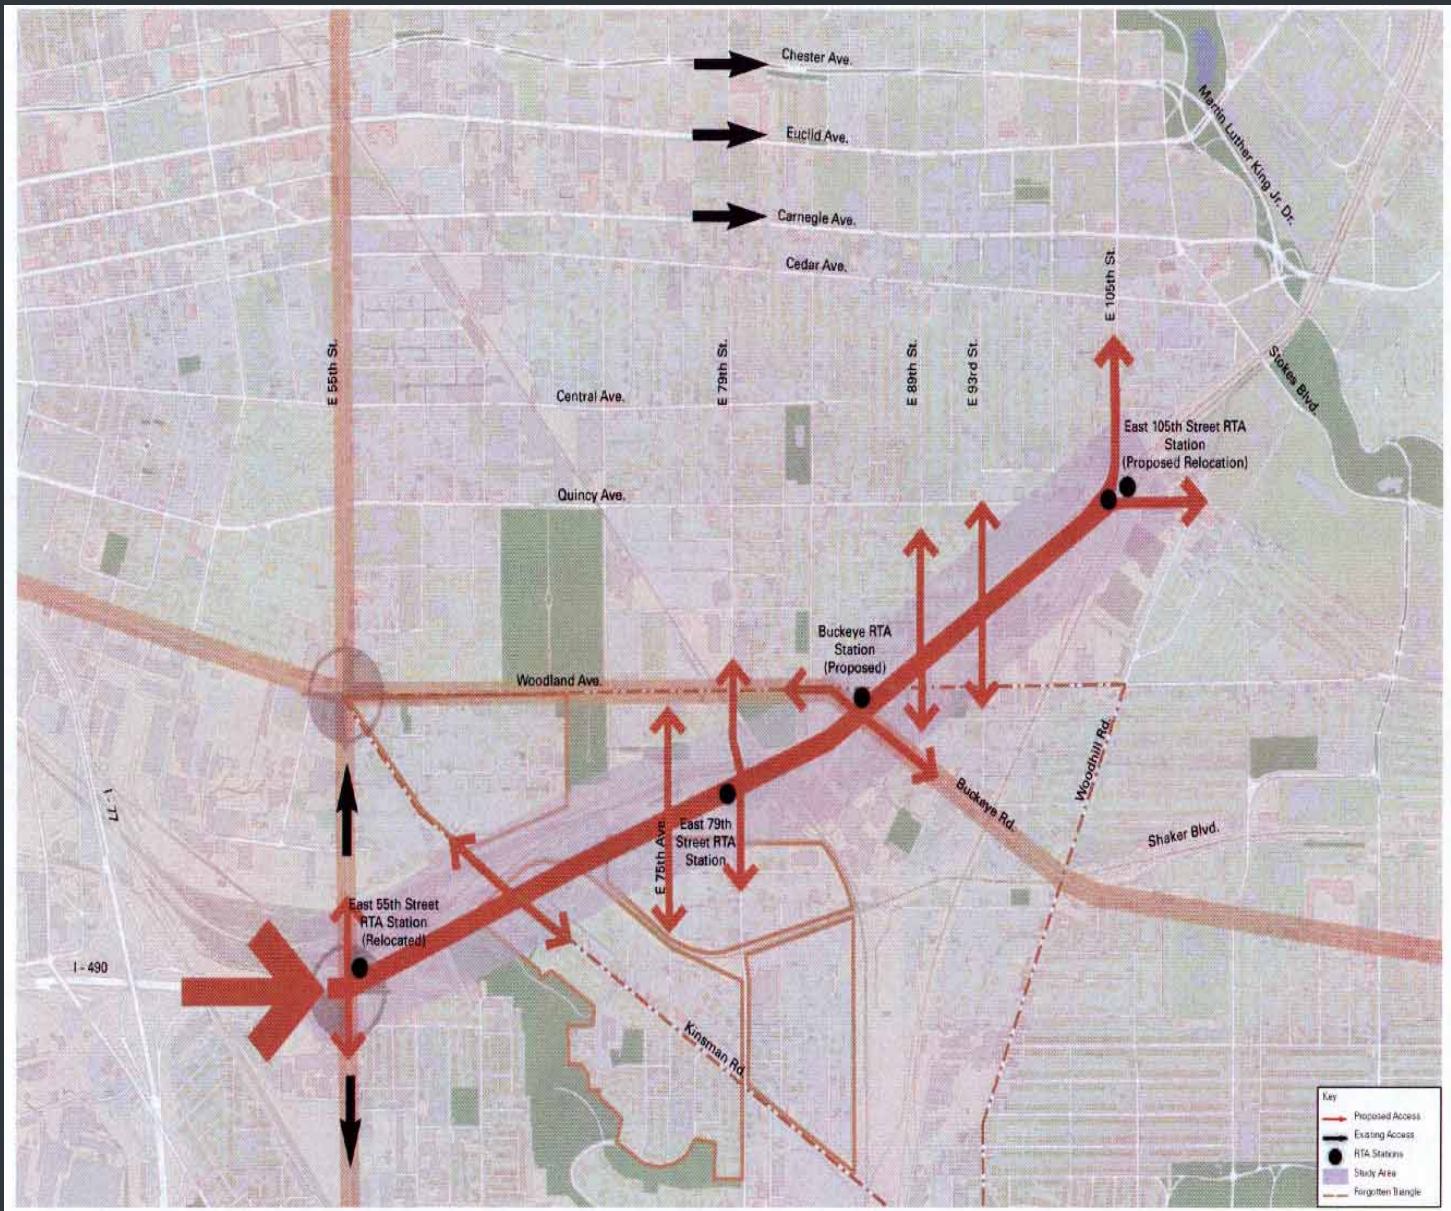 Chester Ave.
Euclid Ave.
Martin Luther King Jr. Dr.
Carnegie Ave.
Cedar Ave.
E 105th St.
E 55th St.
E 79th St.
E 89th St.
E 93rd St.
Stokes Blvd.
Central Ave.
East 105th Street RTA
Station
(Proposed Relocation)
Quincy Ave.
Buckeye RTA
Station
(Proposed)
Woodland Ave.
Woodhill Rd.
I - 77
Buckeye Rd.
Shaker Blvd.
E 75th Ave.
East 79th
Street RTA
Station
East 55th Street
RTA Station
(Relocated)
I - 490
Kinsman Rd.
Key
Proposed Access
Existing Access
RTA Stations
Study Area
Forgotten Triangle